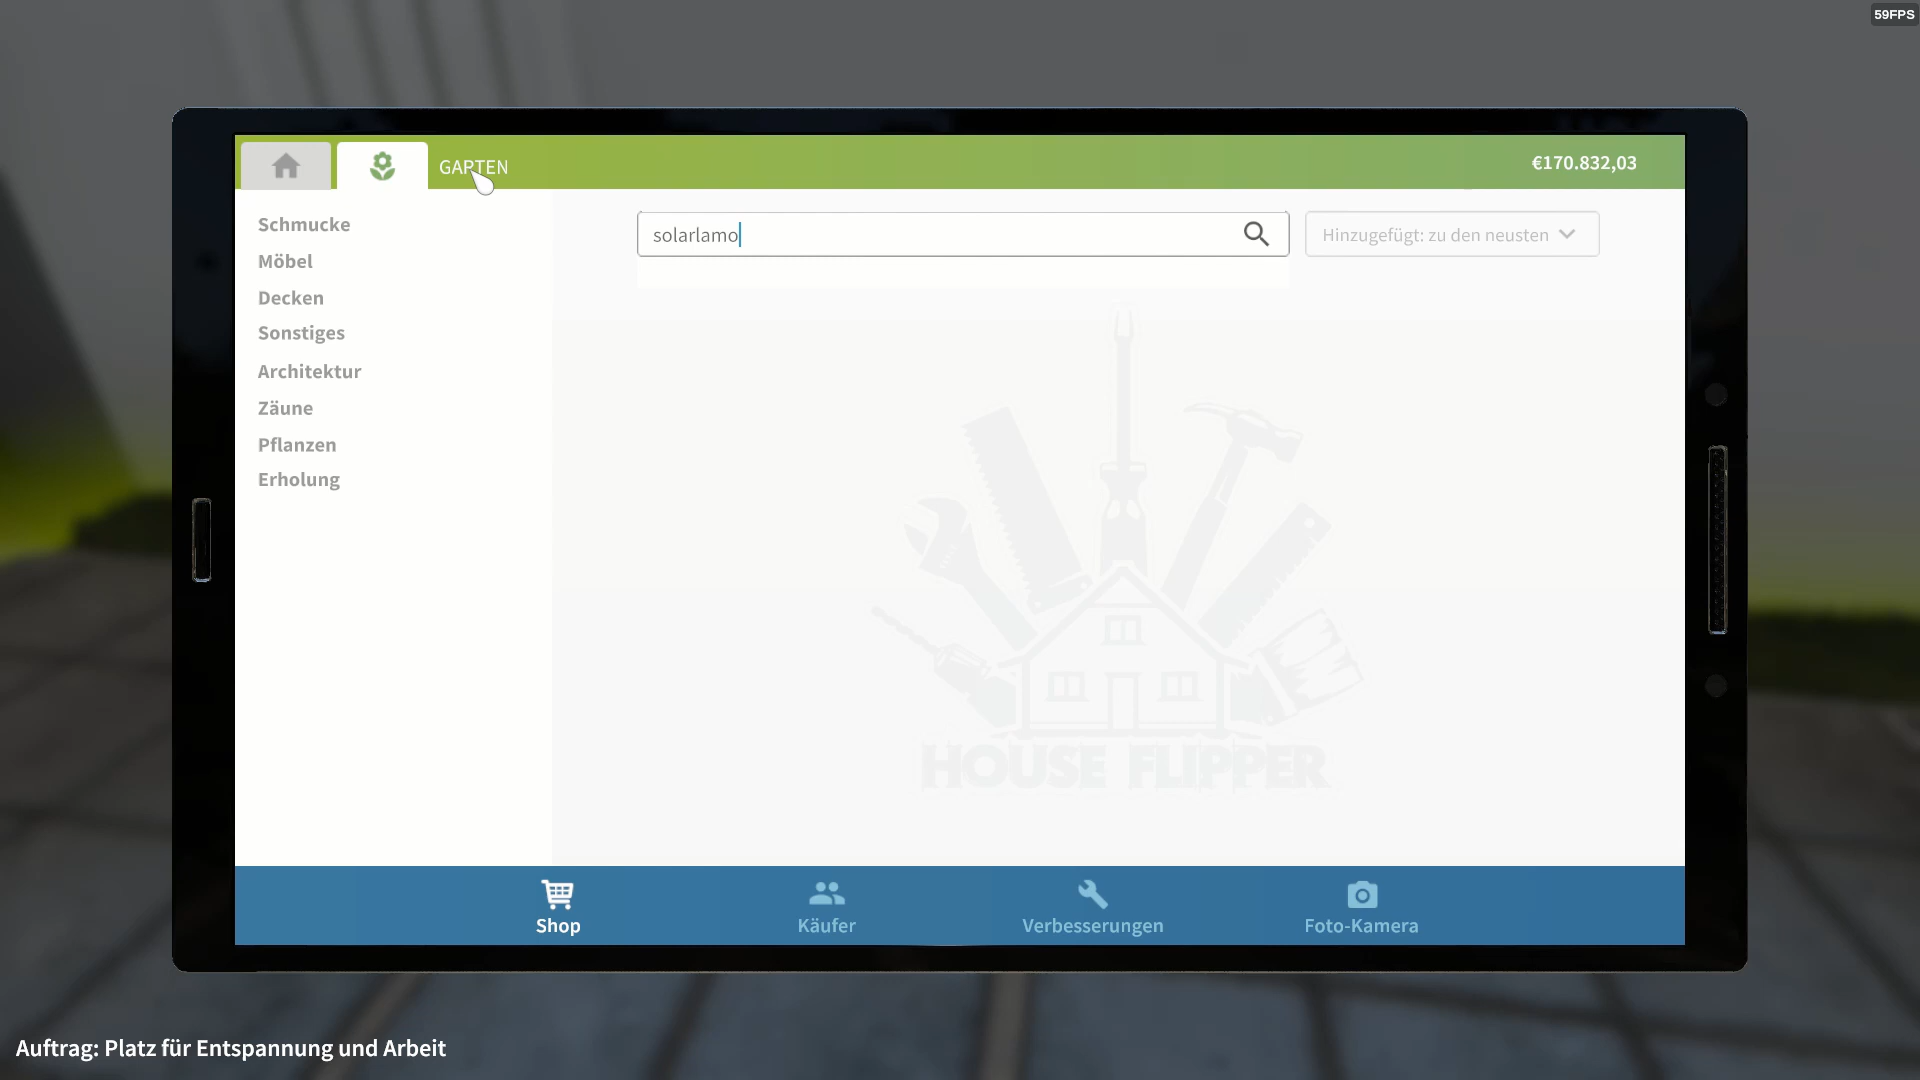 59FPS
GARTEN
€170.832,03
Schmucke
Möbel
Decken
Sonstiges
Architektur
Zäune
Pflanzen
Erholung
solarlamo
Hinzugefügt: zu den neusten
HOUSE FLIPPER
Shop
Käufer
Verbesserungen
Foto-Kamera
Auftrag: Platz für Entspannung und Arbeit